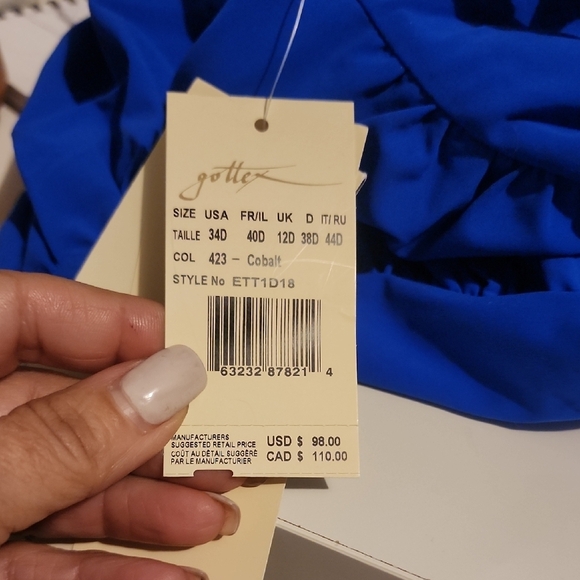 gottex
SIZE USA FR/IL UK D IT/RU
TAILLE 34D 40D 12D 38D 44D
COL 423 – Cobalt
STYLE No ETT1D18
63232 87821 4
MANUFACTURERS
SUGGESTED RETAIL PRICE USD $ 98.00
COÛT AU DÉTAIL SUGGÉRÉ
PAR LE MANUFACTURIER CAD $ 110.00